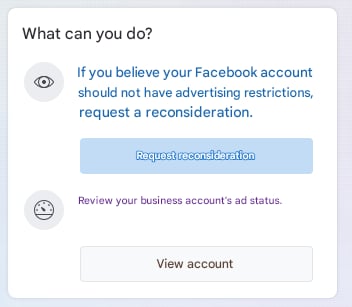 What can you do?
If you believe your Facebook account
should not have advertising restrictions,
request a reconsideration.
Request reconsideration
Review your business account's ad status.
View account